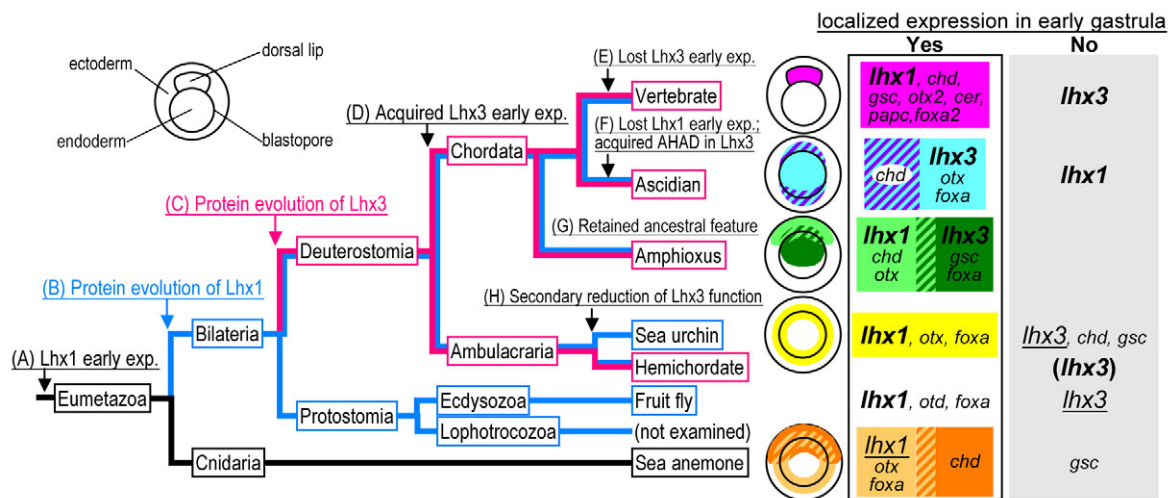 localized expression in early gastrula
Yes
No
dorsal lip
ectoderm
endoderm
blastopore
(A) Lhx1 early exp.
(B) Protein evolution of Lhx1
(C) Protein evolution of Lhx3
(D) Acquired Lhx3 early exp.
(E) Lost Lhx3 early exp.
(F) Lost Lhx1 early exp.;
acquired AHAD in Lhx3
(G) Retained ancestral feature
(H) Secondary reduction of Lhx3 function
Eumetazoa
Bilateria
Cnidaria
Deuterostomia
Protostomia
Chordata
Ambulacraria
Ecdysozoa
Lophotrocozoa
Vertebrate
Ascidian
Amphioxus
Sea urchin
Hemichordate
Fruit fly
(not examined)
Sea anemone
lhx1, chd,
gsc, otx2, cer,
papc,foxa2
lhx3
chd
lhx3
otx
foxa
lhx1
lhx1
chd
otx
lhx3
gsc
foxa
lhx1, otx, foxa
lhx3, chd, gsc
(lhx3)
lhx1, otd, foxa
lhx3
lhx1
otx
foxa
chd
gsc